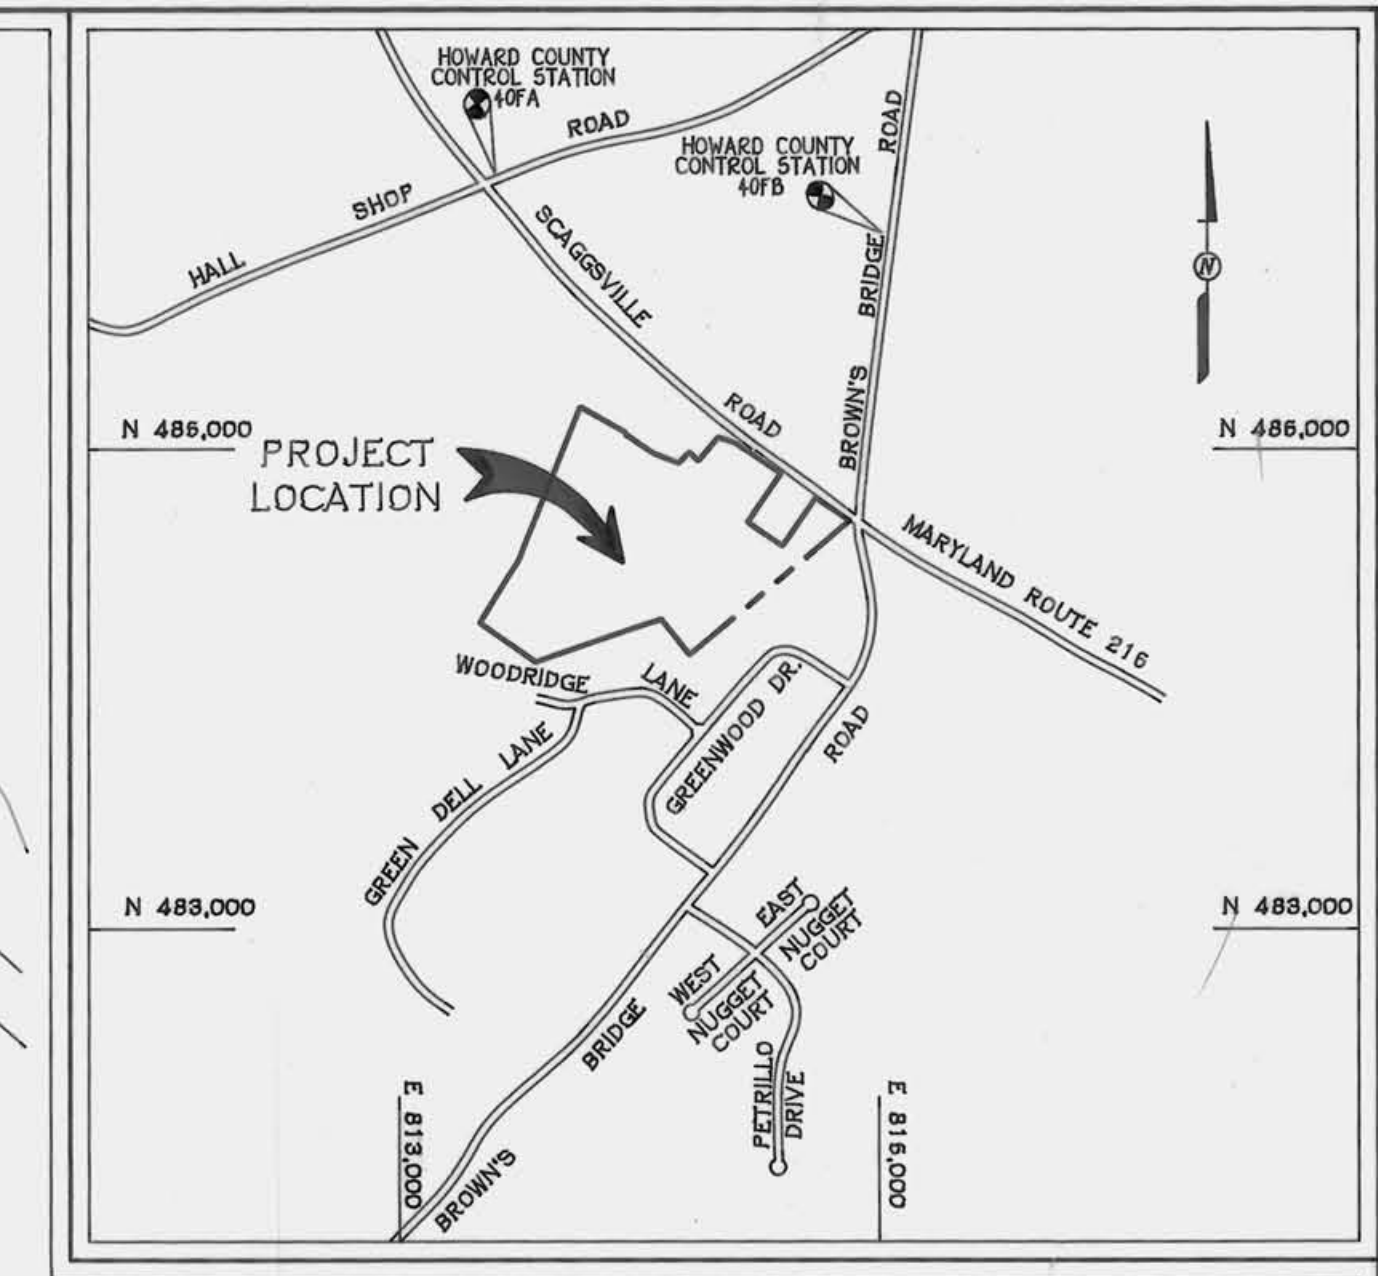 HOWARD COUNTY
CONTROL STATION
40FA
HOWARD COUNTY
CONTROL STATION
40FB
HALL SHOP ROAD
SCAGGSVILLE ROAD
BROWN'S BRIDGE ROAD
N
N 486,000
N 486,000
PROJECT
LOCATION
MARYLAND ROUTE 216
WOODRIDGE LANE
GREENWOOD DR.
GREEN DELL LANE
BROWN'S BRIDGE ROAD
N 483,000
N 483,000
EAST
NUGGET
COURT
WEST
NUGGET
COURT
PETRILLO
DRIVE
E 813,000
E 816,000